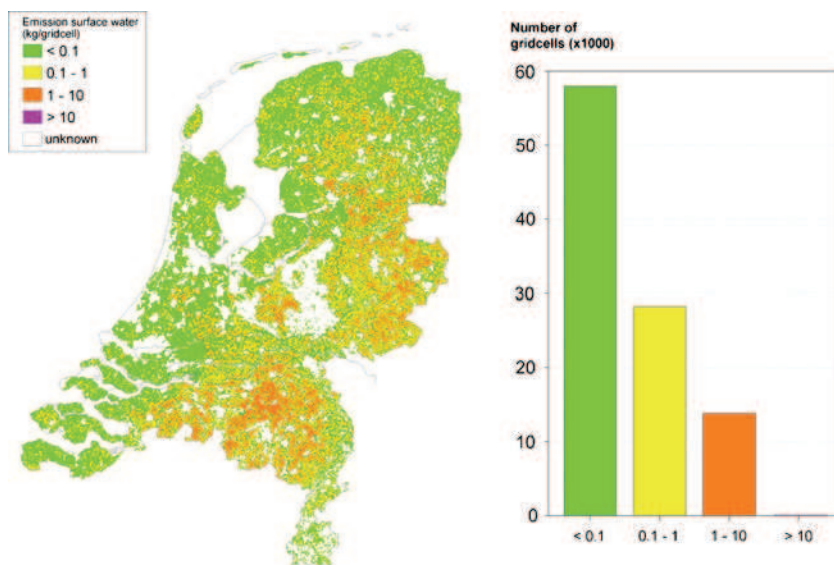 Emission surface water
(kg/gridcell)
< 0.1
0.1 - 1
1 - 10
> 10
unknown
Number of
gridcells (x1000)
60
50
40
30
20
10
0
< 0.1
0.1 - 1
1 - 10
> 10